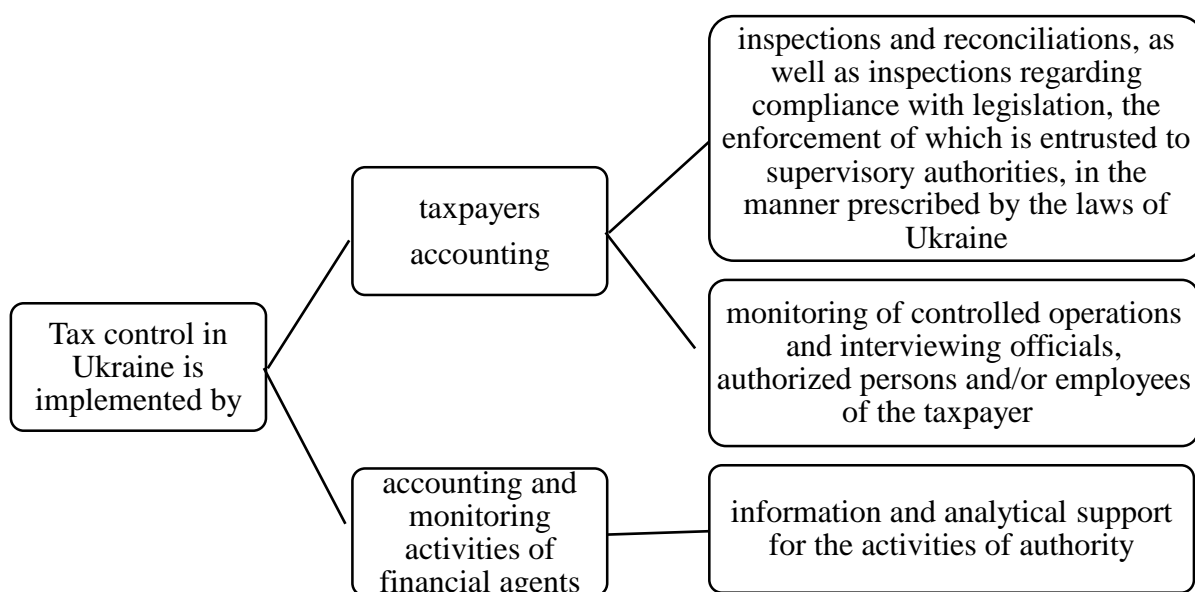 Tax control in
Ukraine is
implemented by
taxpayers
accounting
inspections and reconciliations, as
well as inspections regarding
compliance with legislation, the
enforcement of which is entrusted to
supervisory authorities, in the
manner prescribed by the laws of
Ukraine
monitoring of controlled operations
and interviewing officials,
authorized persons and/or employees
of the taxpayer
accounting and
monitoring
activities of
financial agents
information and analytical support
for the activities of authority